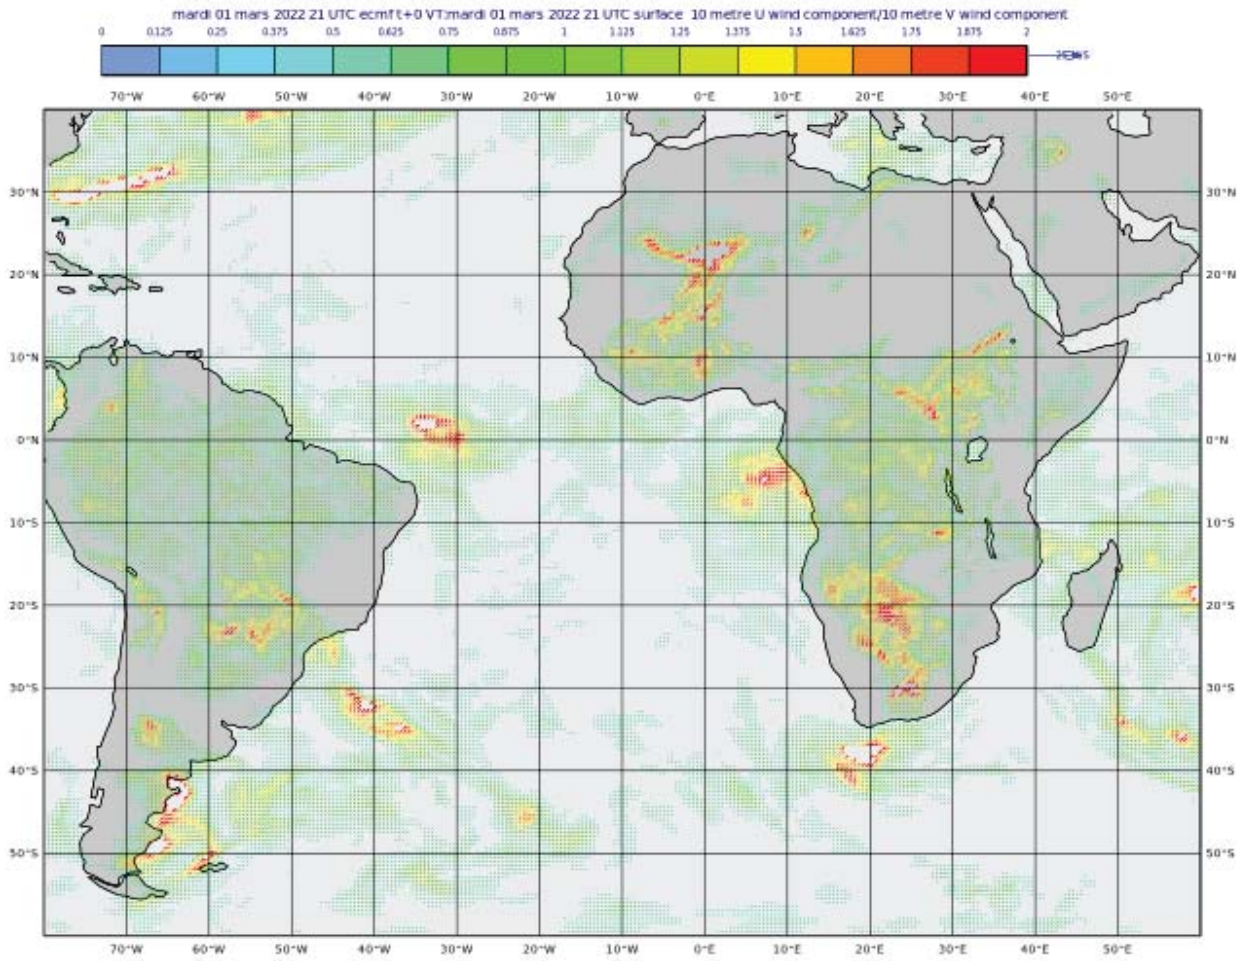 mardi 01 mars 2022 21 UTC ecmf t+0 VT:mardi 01 mars 2022 21 UTC surface 10 metre U wind component/10 metre V wind component
0 0.125 0.25 0.375 0.5 0.625 0.75 0.875 1 1.125 1.25 1.375 1.5 1.625 1.75 1.875 2
70°W 60°W 50°W 40°W 30°W 20°W 10°W 0°E 10°E 20°E 30°E 40°E 50°E
30°N 30°N
20°N 20°N
10°N 10°N
0°N 0°N
10°S 10°S
20°S 20°S
30°S 30°S
40°S 40°S
50°S 50°S
70°W 60°W 50°W 40°W 30°W 20°W 10°W 0°E 10°E 20°E 30°E 40°E 50°E